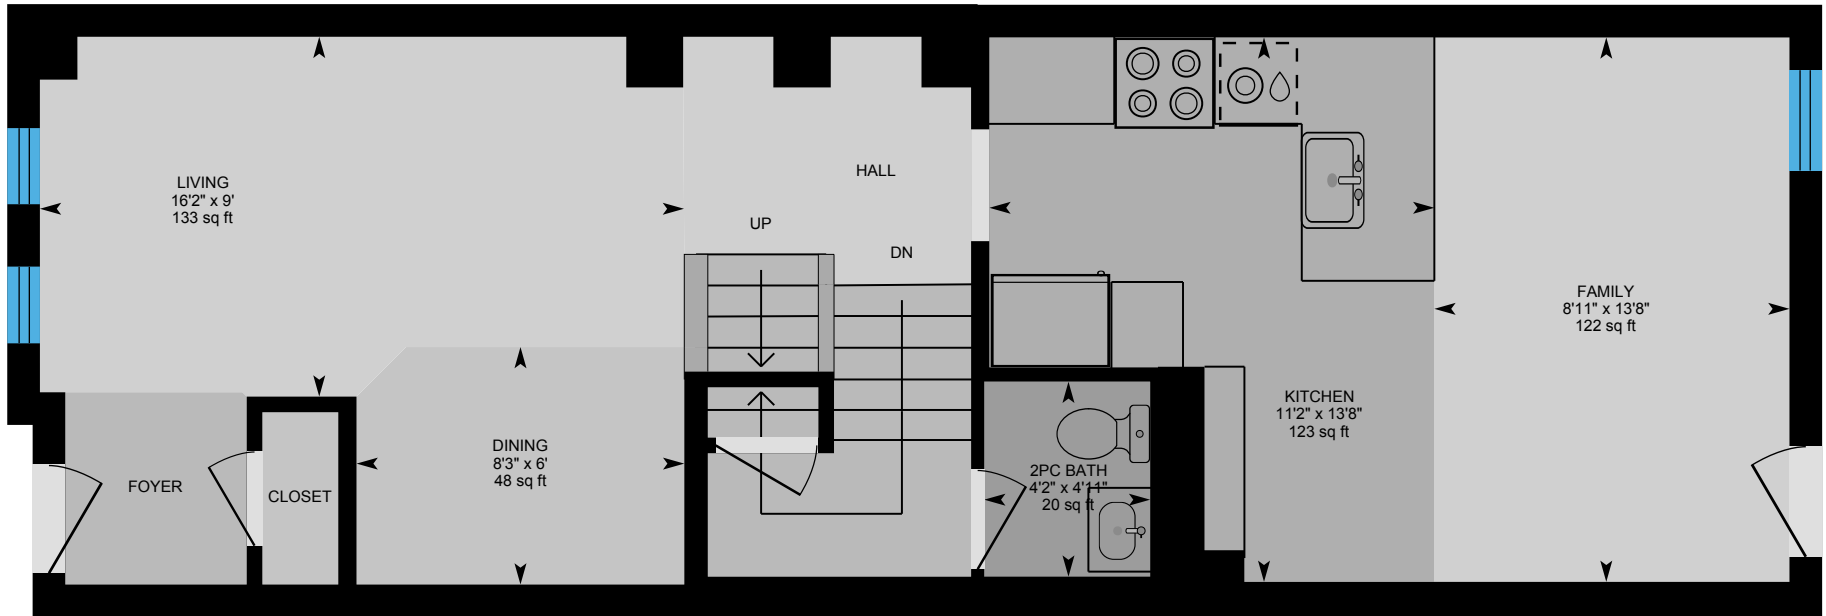 LIVING
16'2" x 9'
133 sq ft
HALL
UP
DN
FAMILY
8'11" x 13'8"
122 sq ft
KITCHEN
11'2" x 13'8"
123 sq ft
DINING
8'3" x 6'
48 sq ft
2PC BATH
4'2" x 4'11"
20 sq ft
FOYER
CLOSET